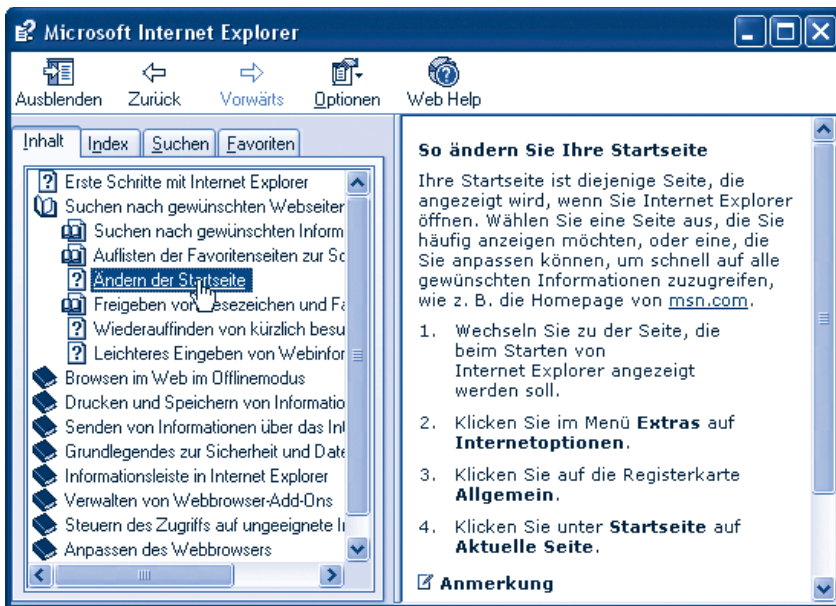 Microsoft Internet Explorer
Ausblenden Zurück Vorwärts Optionen Web Help
Inhalt Index Suchen Favoriten
Erste Schritte mit Internet Explorer
Suchen nach gewünschten Webseiter
Suchen nach gewünschten Inform
Auflisten der Favoritenseiten zur Sc
Ändern der Startseite
Freigeben von Lesezeichen und Fa
Wiederauffinden von kürzlich besu
Leichteres Eingeben von Webinfor
Browsen im Web im Offlinemodus
Drucken und Speichern von Informatio
Senden von Informationen über das Int
Grundlegendes zur Sicherheit und Date
Informationsleiste in Internet Explorer
Verwalten von Webbrowser-Add-Ons
Steuern des Zugriffs auf ungeeignete I
Anpassen des Webbrowsers
So ändern Sie Ihre Startseite
Ihre Startseite ist diejenige Seite, die
angezeigt wird, wenn Sie Internet Explorer
öffnen. Wählen Sie eine Seite aus, die Sie
häufig anzeigen möchten, oder eine, die
Sie anpassen können, um schnell auf alle
gewünschten Informationen zuzugreifen,
wie z. B. die Homepage von msn.com.
1. Wechseln Sie zu der Seite, die
beim Starten von
Internet Explorer angezeigt
werden soll.
2. Klicken Sie im Menü Extras auf
Internetoptionen.
3. Klicken Sie auf die Registerkarte
Allgemein.
4. Klicken Sie unter Startseite auf
Aktuelle Seite.
Anmerkung